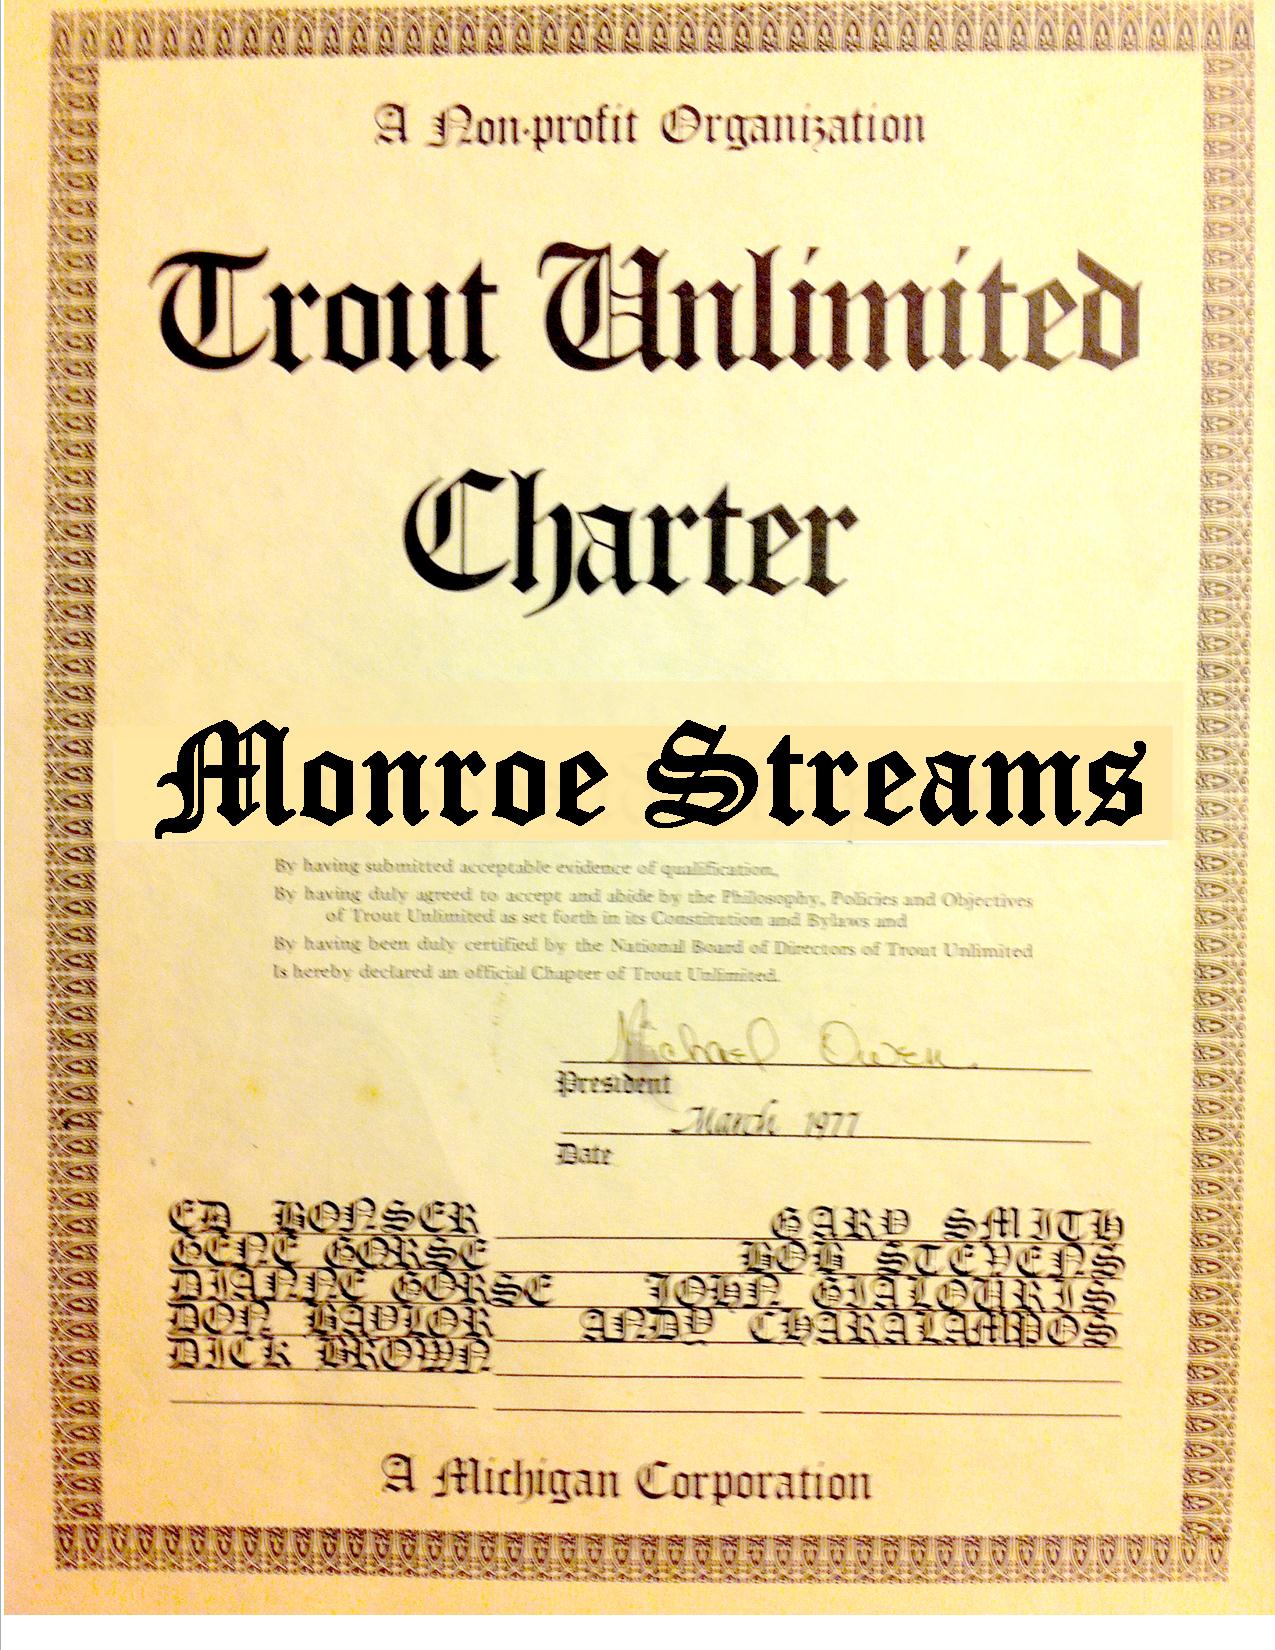 A Non-profit Organization
Trout Unlimited
Charter
Monroe Streams
By having submitted acceptable evidence of qualification,
By having duly agreed to accept and abide by the Philosophy, Policies and Objectives
of Trout Unlimited as set forth in its Constitution and Bylaws and
By having been duly certified by the National Board of Directors of Trout Unlimited
Is hereby declared an official Chapter of Trout Unlimited.
Michael Owen
President
March 1977
Date
ED BONSER GARY SMITH
GENE GORSE BOB STEVENS
DIANNE GORSE JOHN GIALOURIS
DON BAYLOR ANDY CHARALAMPOS
DICK BROWN
A Michigan Corporation